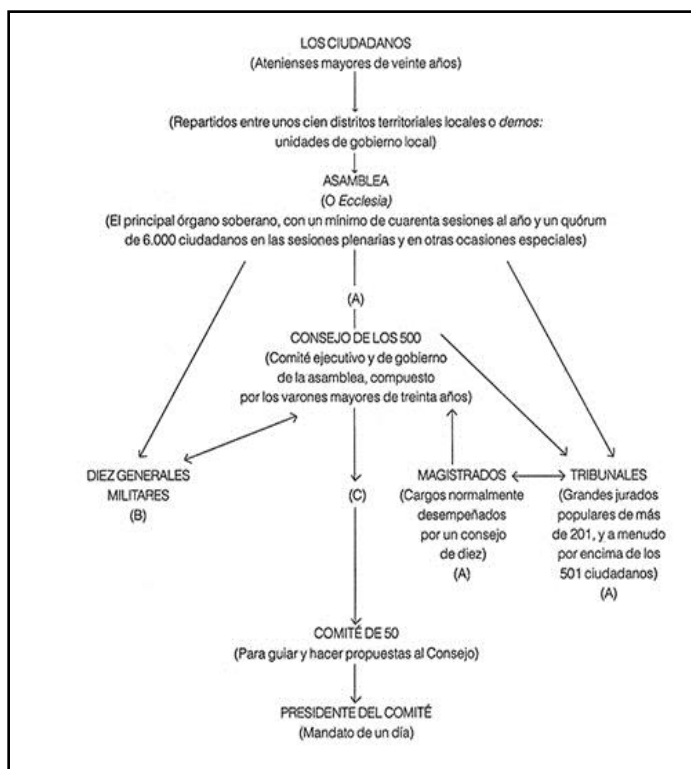 LOS CIUDADANOS
(Atenienses mayores de veinte años)
(Repartidos entre unos cien distritos territoriales locales o demos:
unidades de gobierno local)
ASAMBLEA
(O Ecclesia)
(El principal órgano soberano, con un mínimo de cuarenta sesiones al año y un quórum
de 6.000 ciudadanos en las sesiones plenarias y en otras ocasiones especiales)
(A)
CONSEJO DE LOS 500
(Comité ejecutivo y de gobierno
de la asamblea, compuesto
por los varones mayores de treinta años)
DIEZ GENERALES
MILITARES
(B)
(C)
MAGISTRADOS
(Cargos normalmente
desempeñados
por un consejo
de diez)
(A)
TRIBUNALES
(Grandes jurados
populares de más
de 201, y a menudo
por encima de los
501 ciudadanos)
(A)
COMITÉ DE 50
(Para guiar y hacer propuestas al Consejo)
PRESIDENTE DEL COMITÉ
(Mandato de un día)